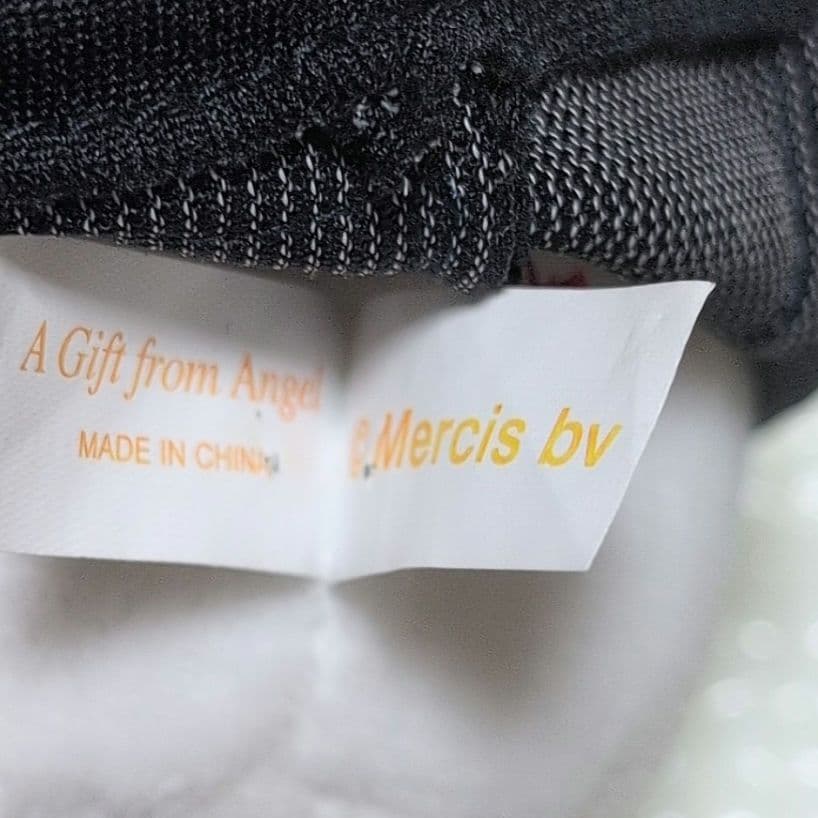 A Gift from Angel
MADE IN CHINA
© Mercis bv